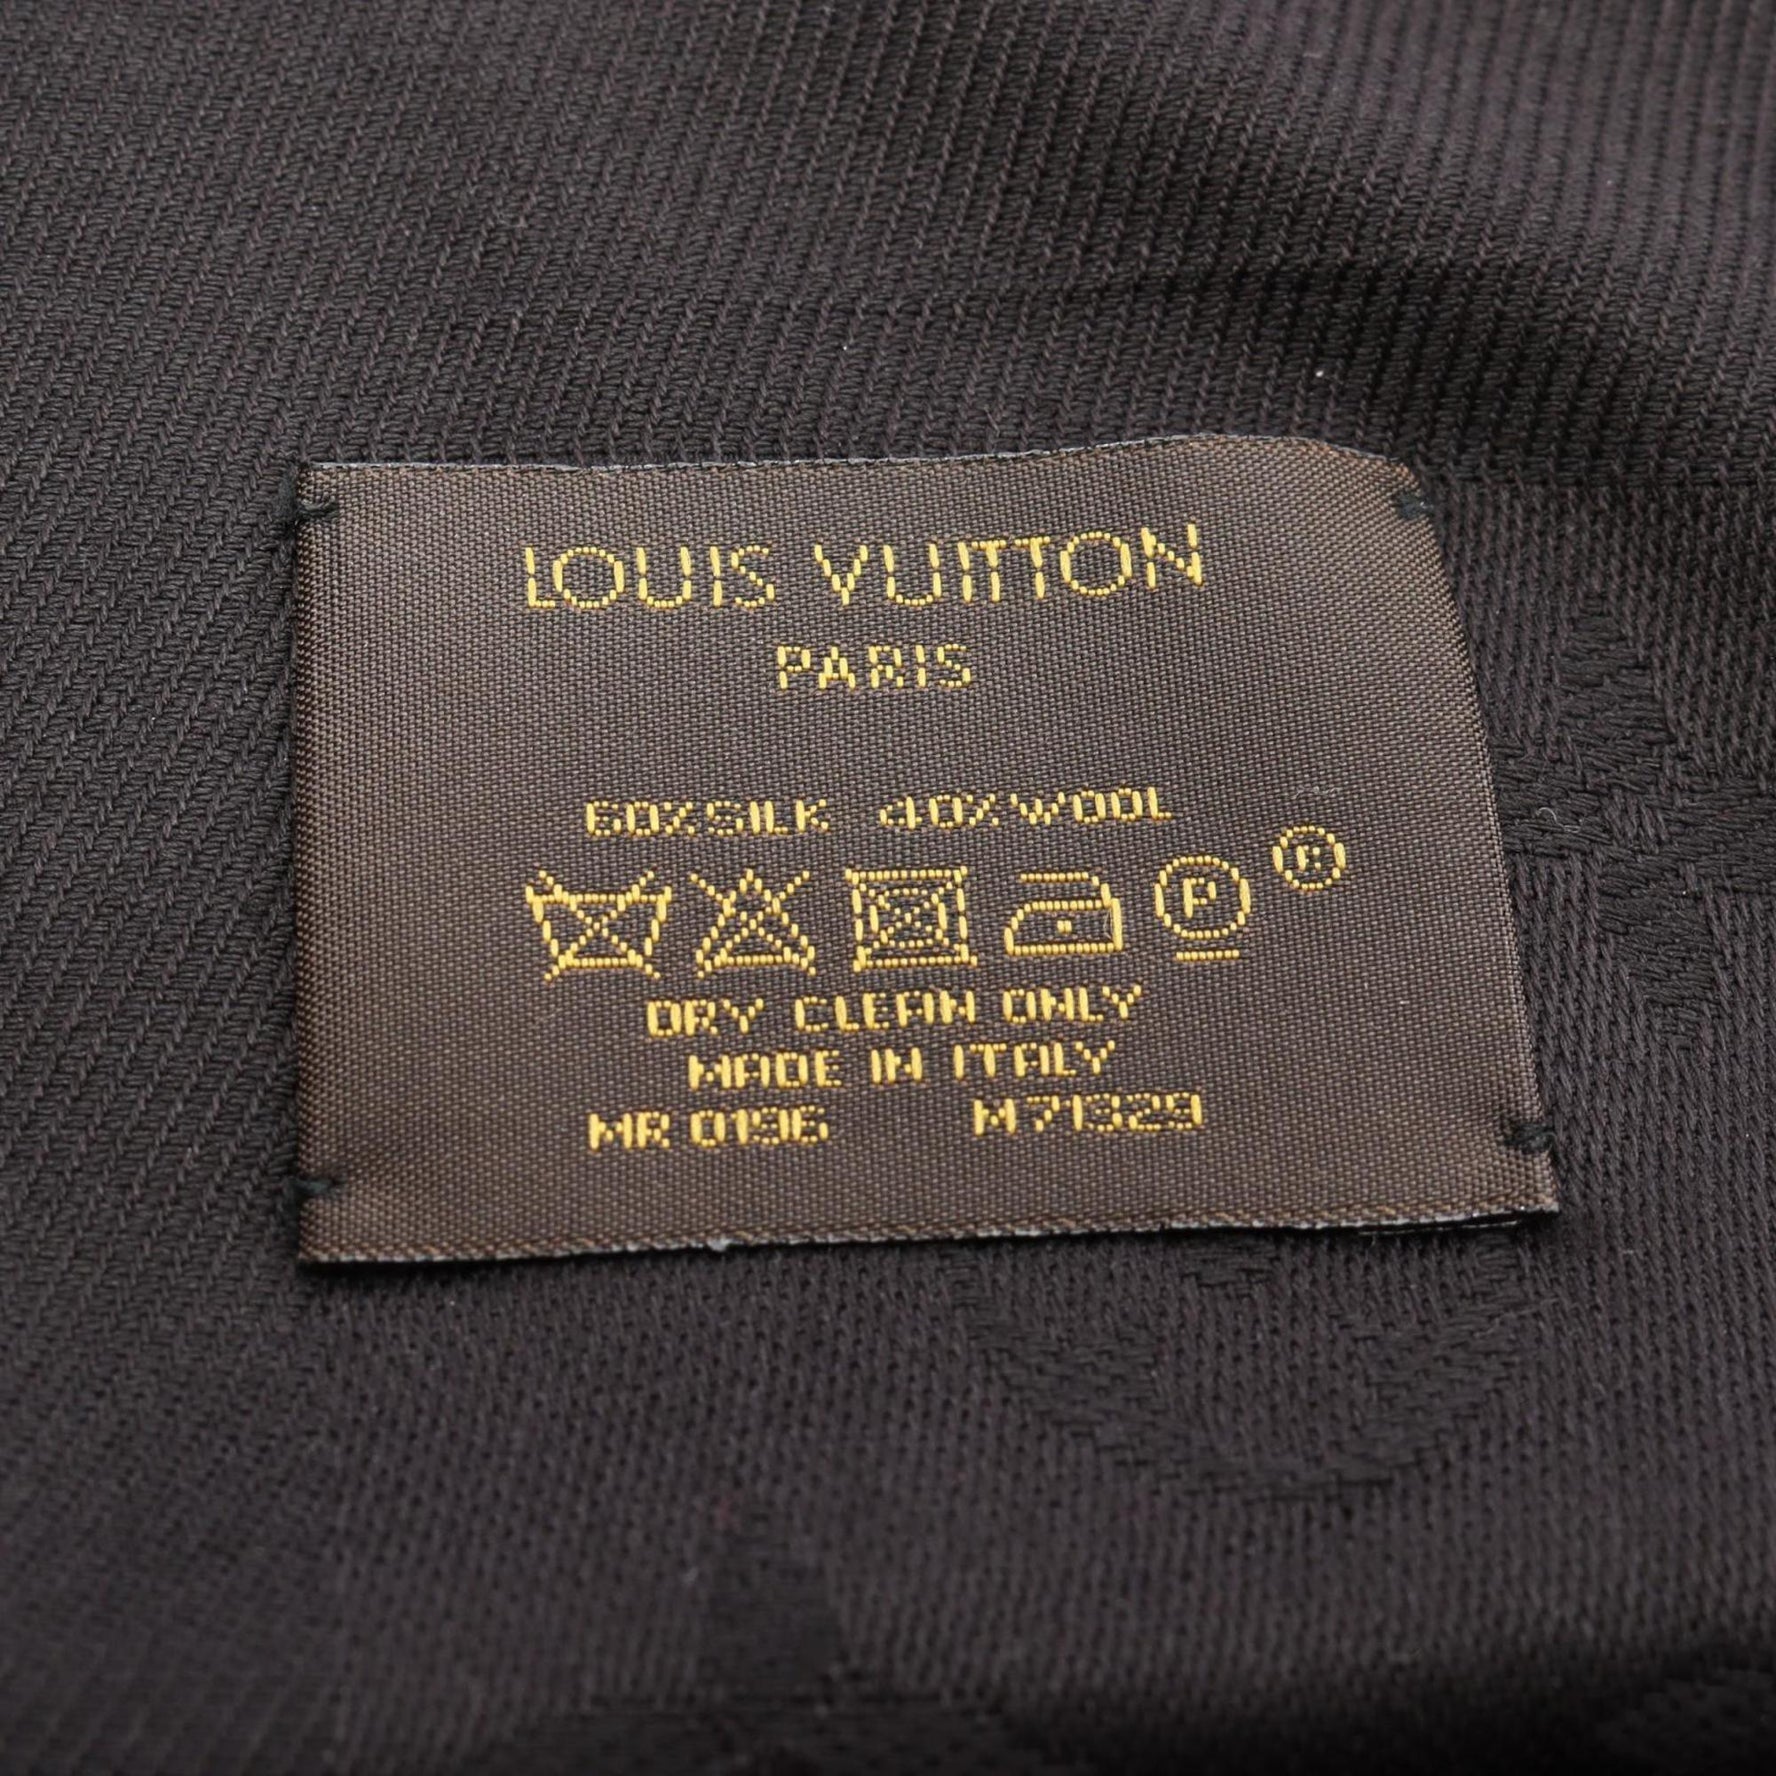 LOUIS VUITTON
PARIS
60% SILK 40% WOOL
P ®
DRY CLEAN ONLY
MADE IN ITALY
MR 0196 M71329